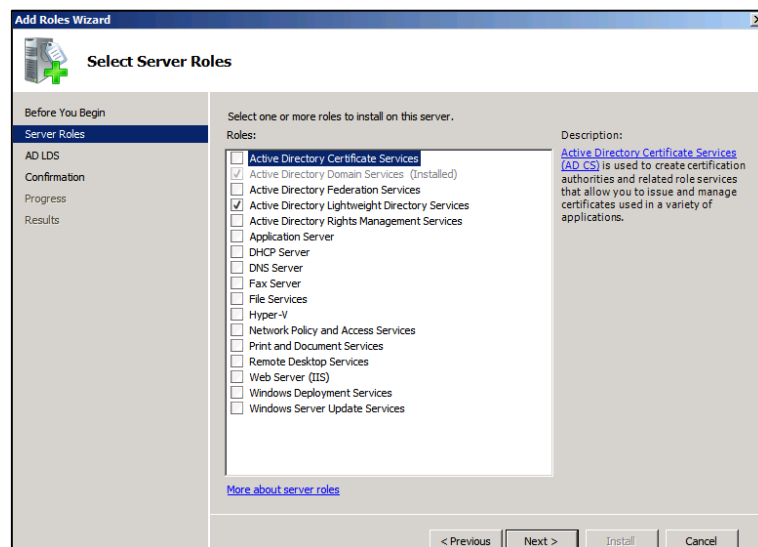 Add Roles Wizard
Select Server Roles
Before You Begin
Server Roles
AD LDS
Confirmation
Progress
Results
Select one or more roles to install on this server.
Roles:
Active Directory Certificate Services
Active Directory Domain Services (Installed)
Active Directory Federation Services
Active Directory Lightweight Directory Services
Active Directory Rights Management Services
Application Server
DHCP Server
DNS Server
Fax Server
File Services
Hyper-V
Network Policy and Access Services
Print and Document Services
Remote Desktop Services
Web Server (IIS)
Windows Deployment Services
Windows Server Update Services
More about server roles
Description:
Active Directory Certificate Services
(AD CS) is used to create certification
authorities and related role services
that allow you to issue and manage
certificates used in a variety of
applications.
< Previous
Next >
Install
Cancel